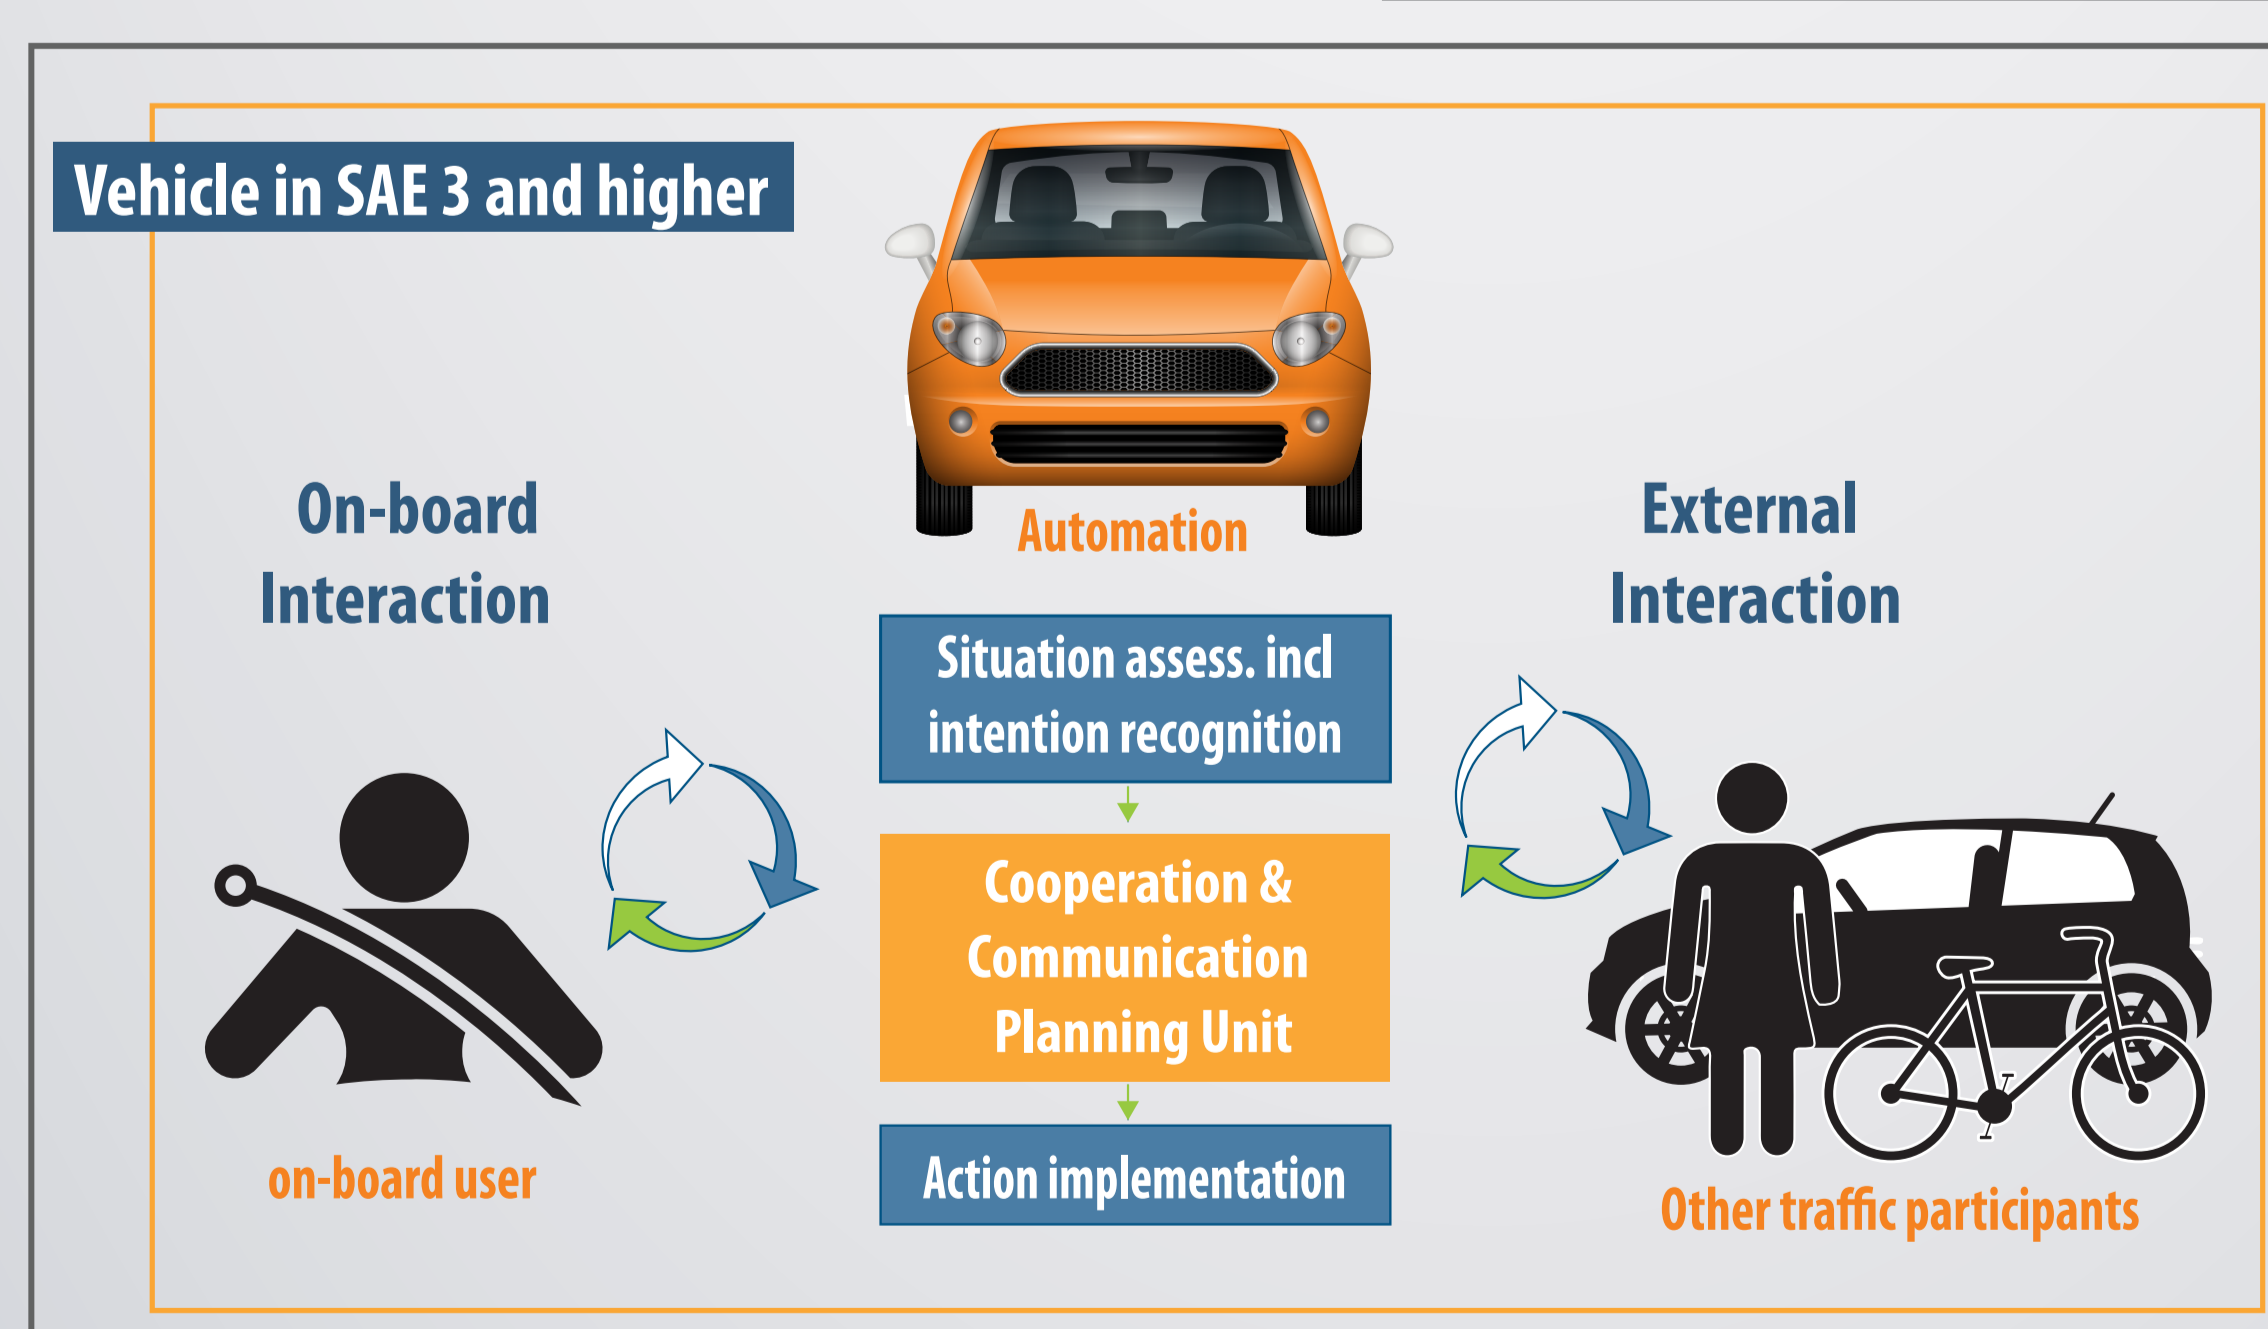 Vehicle in SAE 3 and higher
On-board
Interaction
Automation
External
Interaction
Situation assess. incl
intention recognition
Cooperation &
Communication
Planning Unit
Action implementation
on-board user
Other traffic participants